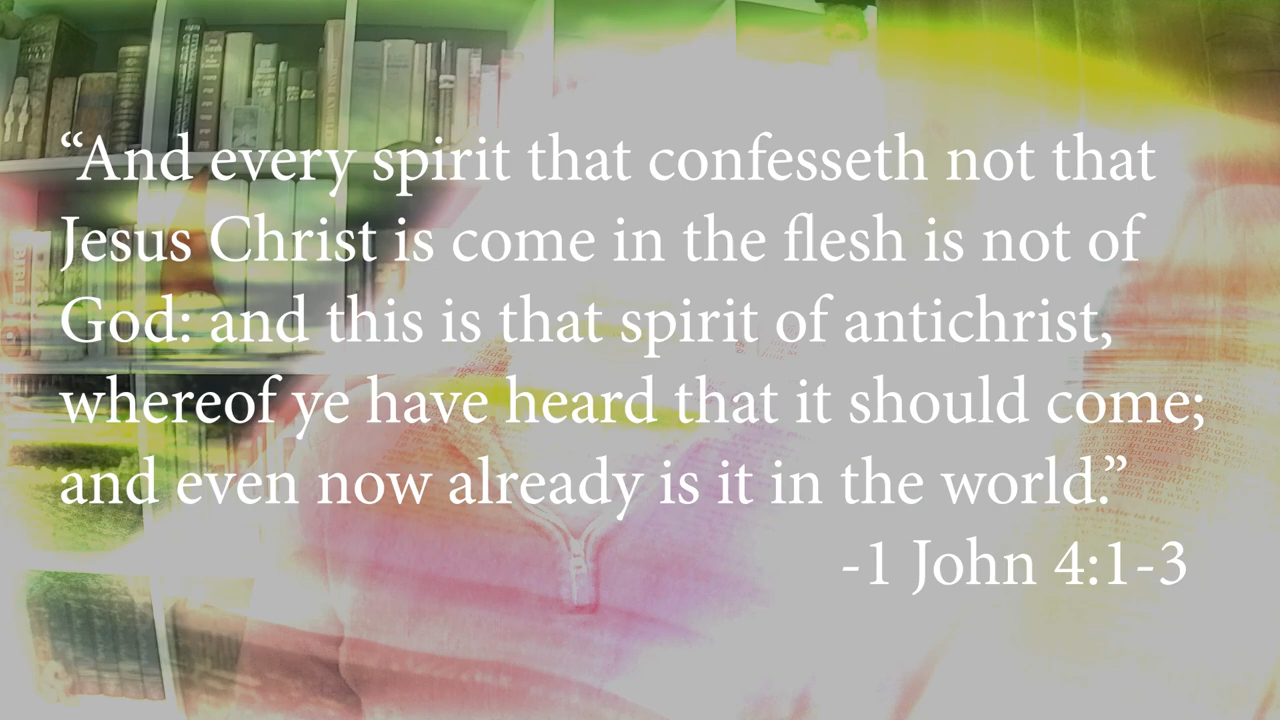 “And every spirit that confesseth not that
Jesus Christ is come in the flesh is not of
God: and this is that spirit of antichrist,
whereof ye have heard that it should come;
and even now already is it in the world.”
-1 John 4:1-3